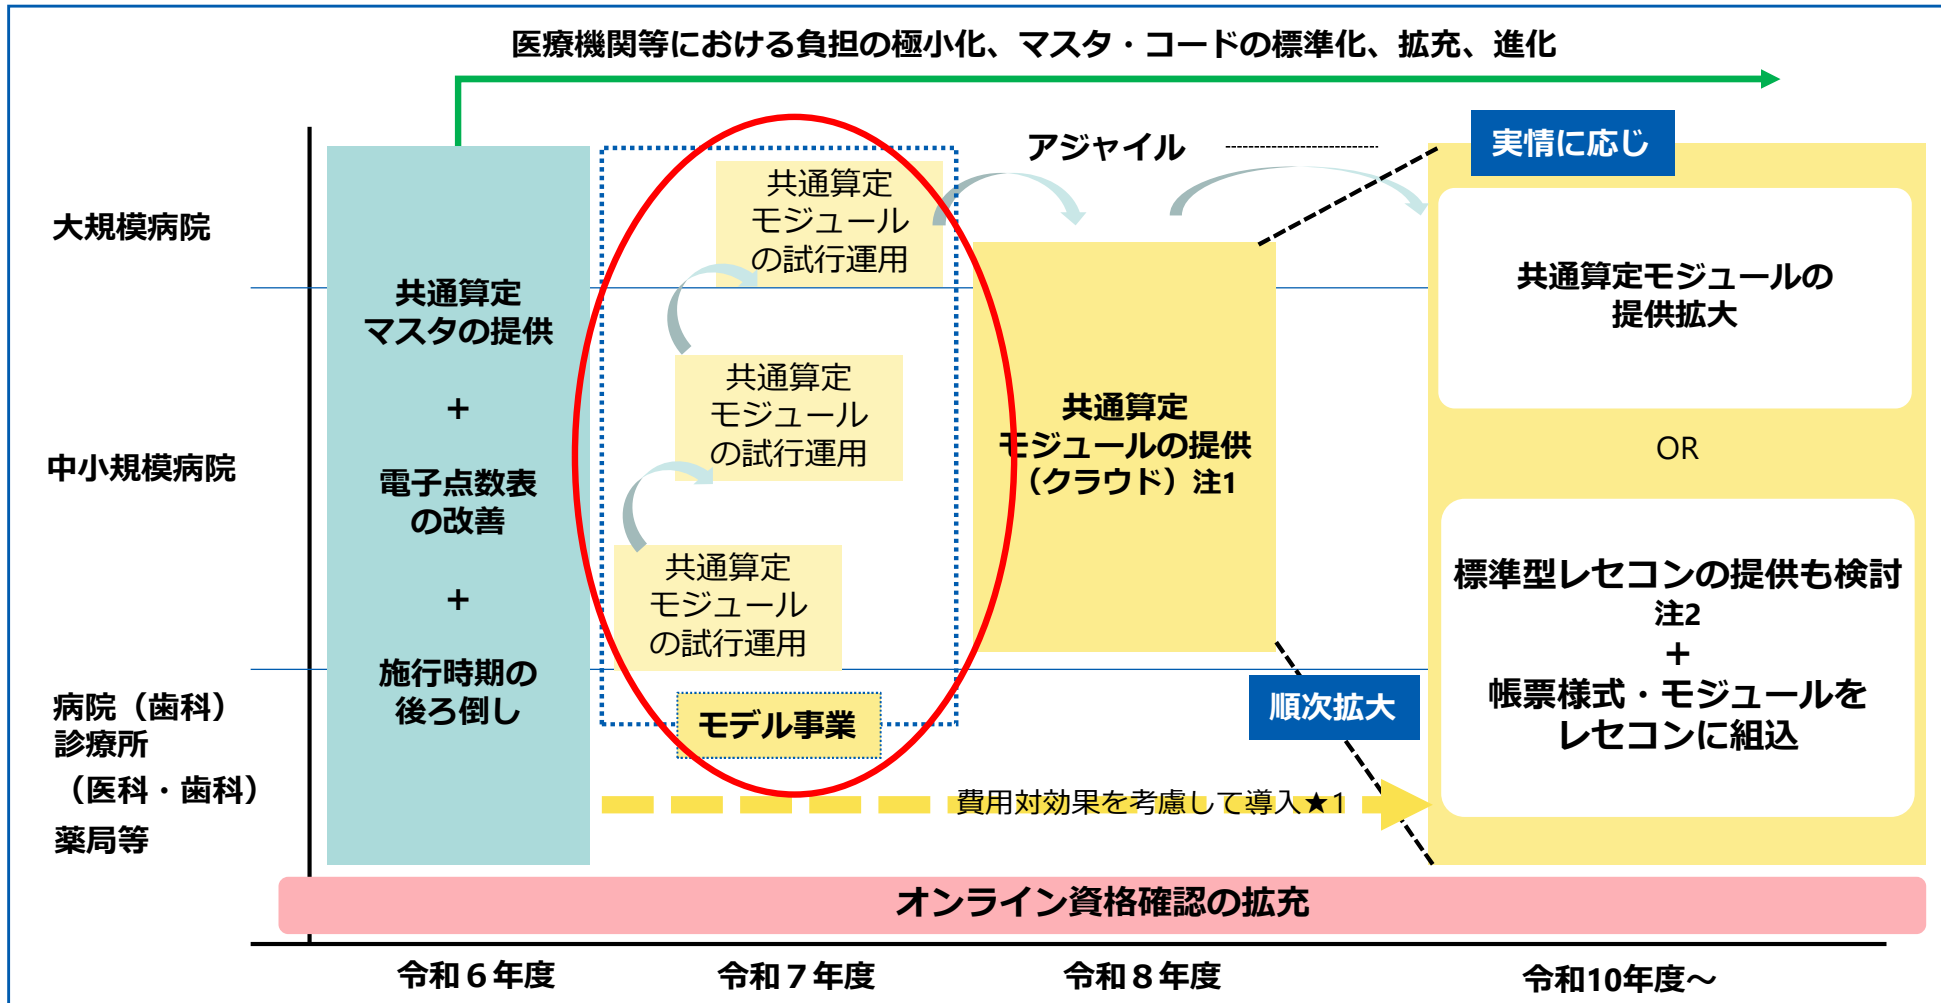 医療機関等における負担の極小化、マスタ・コードの標準化、拡充、進化
アジャイル
実情に応じ
大規模病院
中小規模病院
病院（歯科）
診療所
（医科・歯科）
薬局等
共通算定
マスタの提供
+
電子点数表
の改善
+
施行時期の
後ろ倒し
共通算定
モジュール
の試行運用
共通算定
モジュール
の試行運用
共通算定
モジュール
の試行運用
モデル事業
共通算定
モジュールの提供
（クラウド）注1
順次拡大
費用対効果を考慮して導入★1
共通算定モジュールの
提供拡大
OR
標準型レセコンの提供も検討
注2
+
帳票様式・モジュールを
レセコンに組込
オンライン資格確認の拡充
令和６年度
令和７年度
令和８年度
令和10年度～